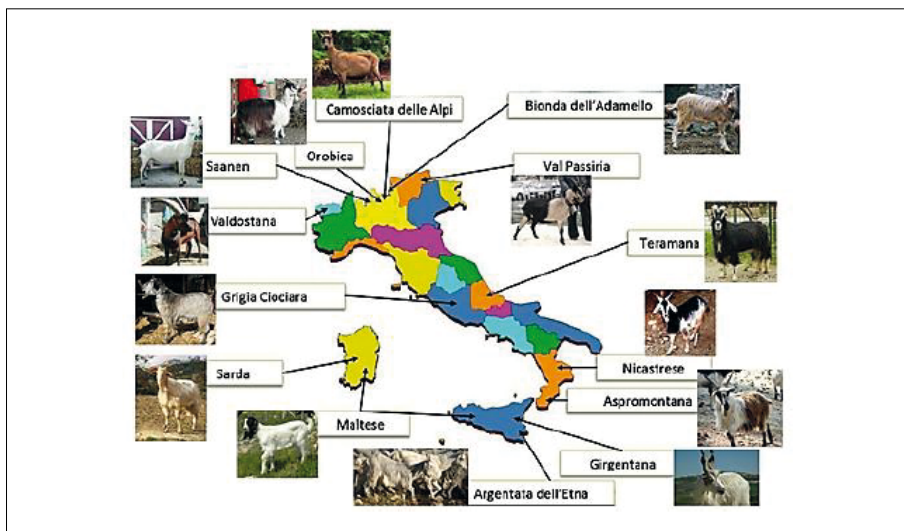 Camosciata delle Alpi
Bionda dell'Adamello
Orobica
Saanen
Val Passiria
Valdostana
Teramana
Grigia Ciociara
Nicastrese
Sarda
Aspromontana
Maltese
Girgentana
Argentata dell'Etna